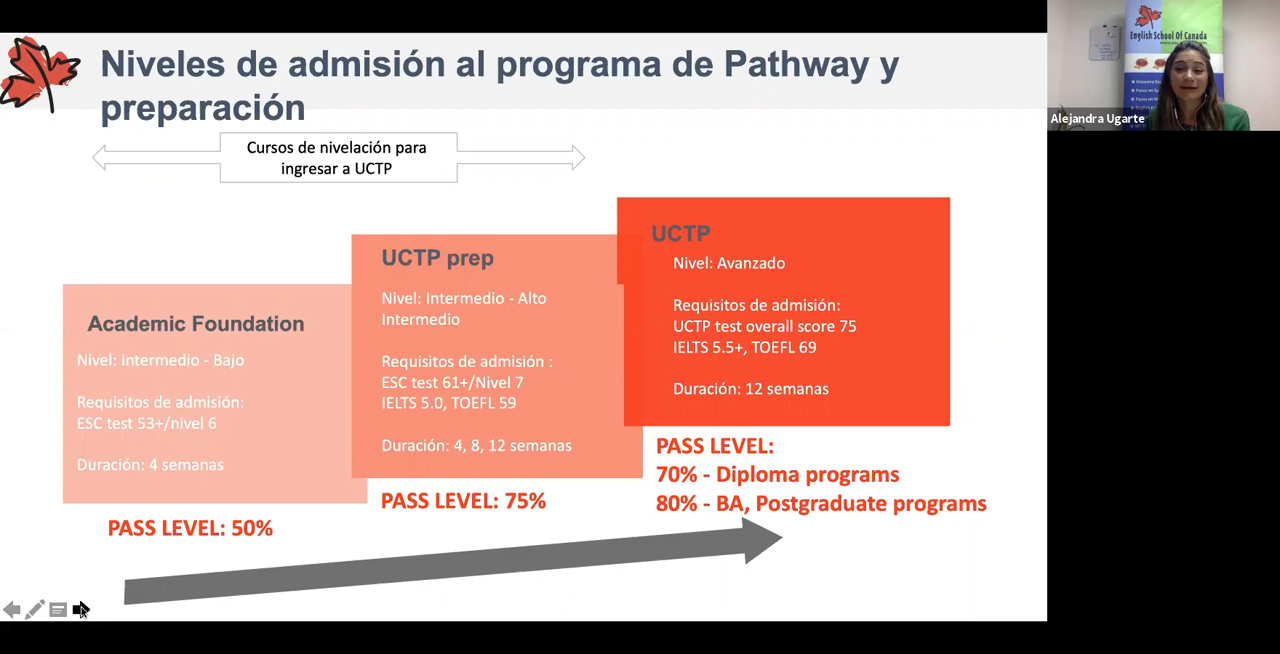 Niveles de admisión al programa de Pathway y
preparación
Cursos de nivelación para
ingresar a UCTP
Academic Foundation
Nivel: Intermedio - Bajo
Requisitos de admisión:
ESC test 53+/nivel 6
Duración: 4 semanas
PASS LEVEL: 50%
UCTP prep
Nivel: Intermedio - Alto
Intermedio
Requisitos de admisión :
ESC test 61+/Nivel 7
IELTS 5.0, TOEFL 59
Duración: 4, 8, 12 semanas
PASS LEVEL: 75%
UCTP
Nivel: Avanzado
Requisitos de admisión:
UCTP test overall score 75
IELTS 5.5+, TOEFL 69
Duración: 12 semanas
PASS LEVEL:
70% - Diploma programs
80% - BA, Postgraduate programs
English School Of Canada
Alejandra Ugarte